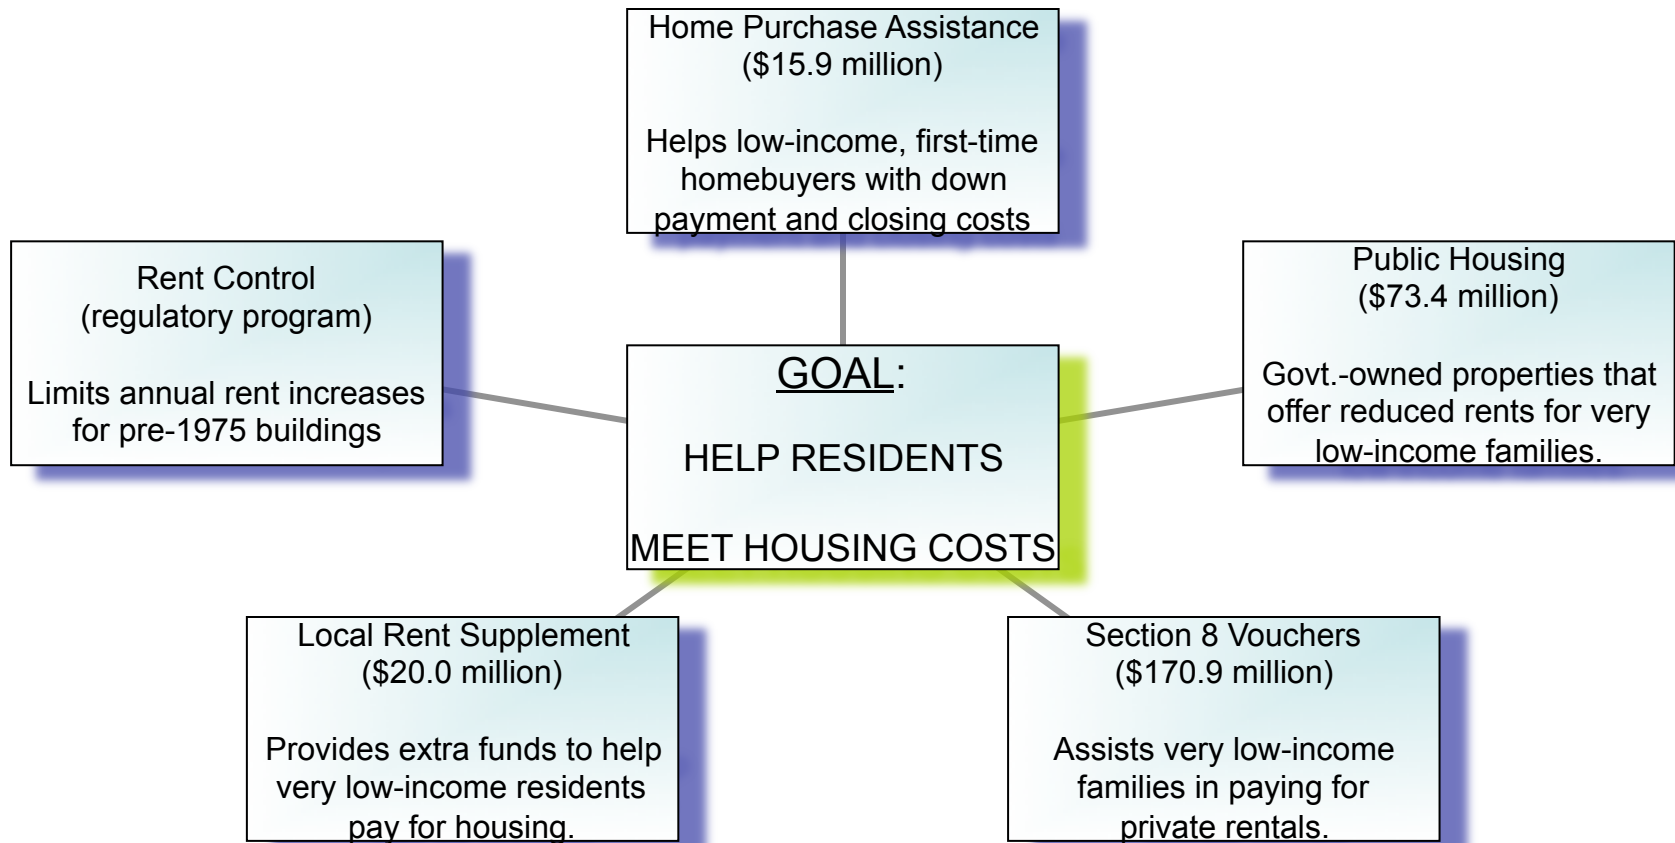 Home Purchase Assistance
($15.9 million)
Helps low-income, first-time
homebuyers with down
payment and closing costs
Rent Control
(regulatory program)
Limits annual rent increases
for pre-1975 buildings
Public Housing
($73.4 million)
Govt.-owned properties that
offer reduced rents for very
low-income families.
GOAL:
HELP RESIDENTS
MEET HOUSING COSTS
Local Rent Supplement
($20.0 million)
Provides extra funds to help
very low-income residents
pay for housing.
Section 8 Vouchers
($170.9 million)
Assists very low-income
families in paying for
private rentals.